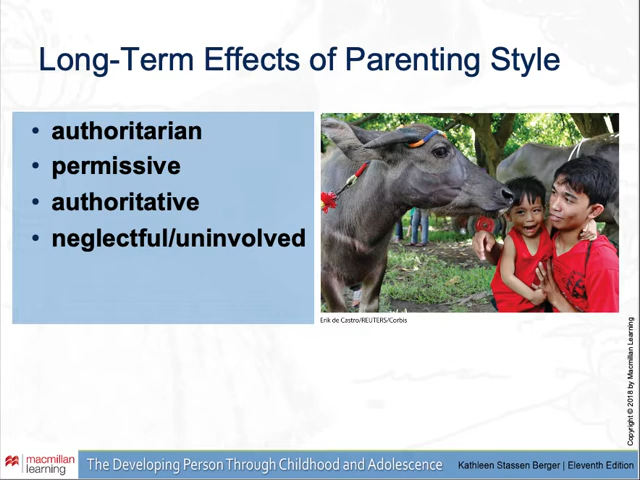 Long-Term Effects of Parenting Style
• authoritarian
• permissive
• authoritative
• neglectful/uninvolved
Erik de Castro/REUTERS/Corbis
Copyright © 2018 by Macmillan Learning
macmillan
learning
The Developing Person Through Childhood and Adolescence
Kathleen Stassen Berger | Eleventh Edition